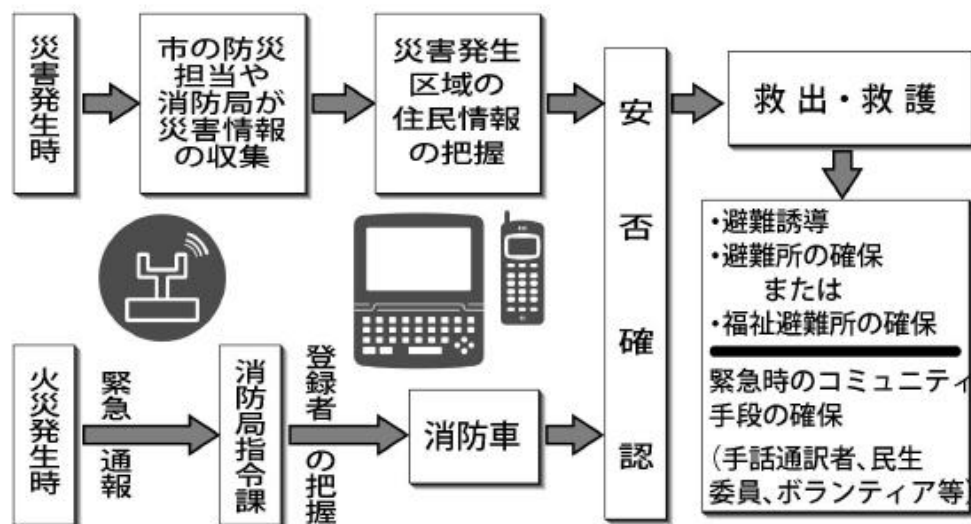 災害発生時
市の防災
担当や
消防局が
災害情報
の収集
災害発生
区域の
住民情報
の把握
安否確認
救出・救護
・避難誘導
・避難所の確保
または
・福祉避難所の確保
緊急時のコミュニティ
手段の確保
(手話通訳者、民生
委員、ボランティア等)
火災発生時
緊急通報
消防局指令課
登録者の把握
消防車